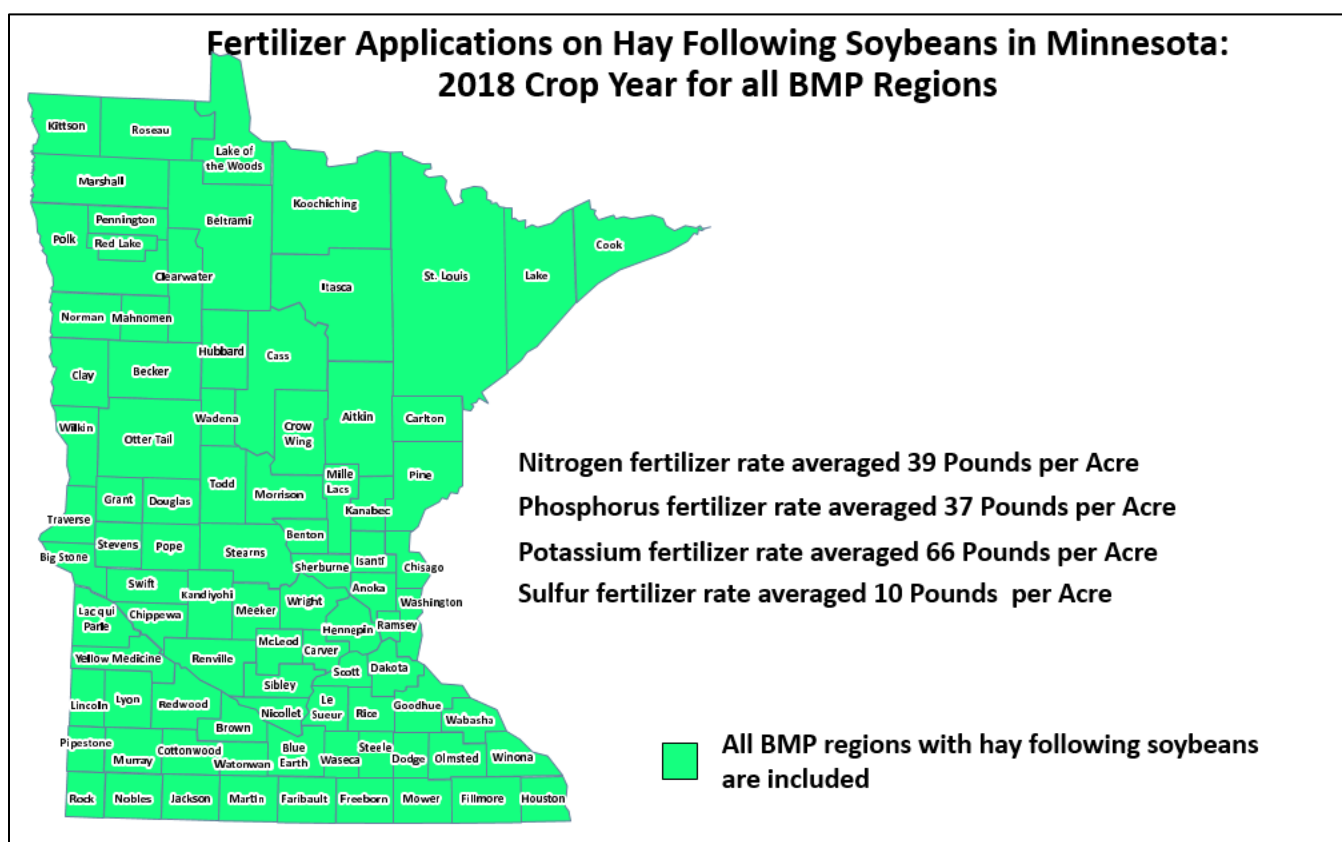 Fertilizer Applications on Hay Following Soybeans in Minnesota:
2018 Crop Year for all BMP Regions
Kittson
Roseau
Lake of
the Woods
Marshall
Koochiching
Pennington
Beltrami
Polk
Red Lake
Cook
Clearwater
St. Louis
Lake
Itasca
Norman
Mahnomen
Hubbard
Cass
Clay
Becker
Wadena
Aitkin
Carlton
Wilkin
Crow
Wing
Otter Tail
Nitrogen fertilizer rate averaged 39 Pounds per Acre
Mille
Lacs
Pine
Todd
Morrison
Grant
Douglas
Phosphorus fertilizer rate averaged 37 Pounds per Acre
Kanabec
Traverse
Benton
Stevens
Pope
Stearns
Potassium fertilizer rate averaged 66 Pounds per Acre
Big Stone
Isanti
Sherburne
Chisago
Swift
Anoka
Kandiyohi
Sulfur fertilizer rate averaged 10 Pounds per Acre
Wright
Washington
Meeker
Lac qui
Parle
Chippewa
Hennepin
Ramsey
McLeod
Carver
Yellow Medicine
Renville
Scott
Dakota
Sibley
Lincoln
Lyon
Redwood
Le
Sueur
Nicollet
Rice
Goodhue
Wabasha
Brown
Pipestone
Murray
Cottonwood
Watonwan
Blue
Earth
Waseca
Steele
Dodge
Olmsted
Winona
All BMP regions with hay following soybeans
are included
Rock
Nobles
Jackson
Martin
Faribault
Freeborn
Mower
Fillmore
Houston